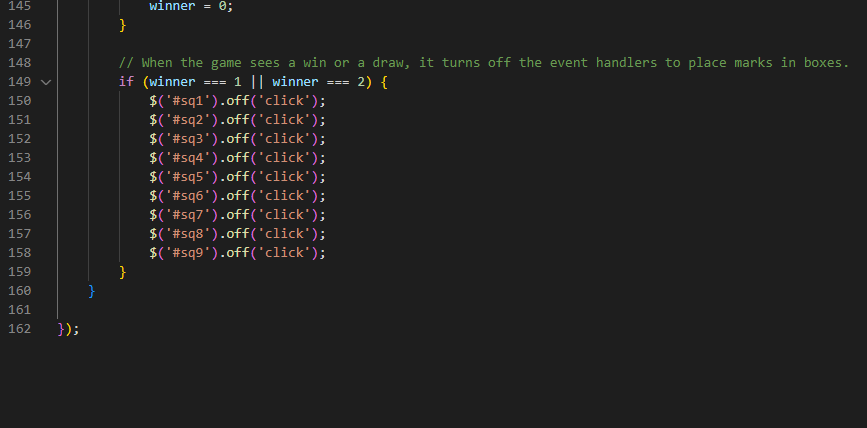 145 winner = 0;
146 }
147
148 // When the game sees a win or a draw, it turns off the event handlers to place marks in boxes.
149 if (winner === 1 || winner === 2) {
150 $('#sq1').off('click');
151 $('#sq2').off('click');
152 $('#sq3').off('click');
153 $('#sq4').off('click');
154 $('#sq5').off('click');
155 $('#sq6').off('click');
156 $('#sq7').off('click');
157 $('#sq8').off('click');
158 $('#sq9').off('click');
159 }
160 }
161
162 });